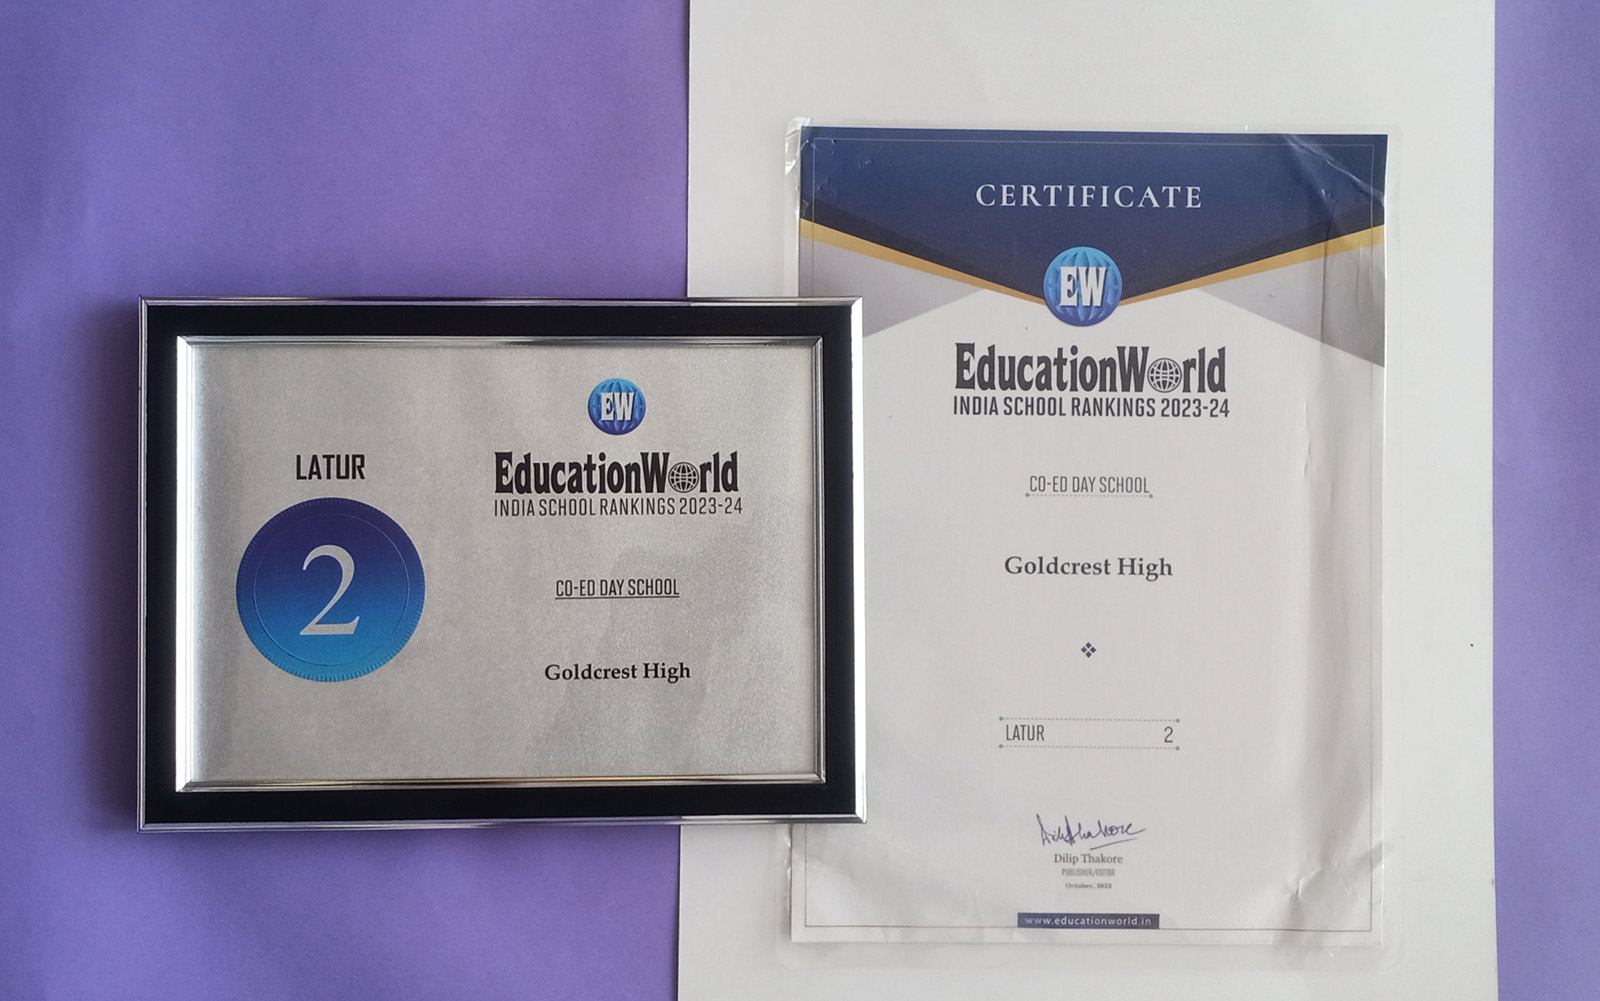 LATUR
2
EW
EducationWorld
INDIA SCHOOL RANKINGS 2023-24
CO-ED DAY SCHOOL
Goldcrest High
CERTIFICATE
EW
EducationWorld
INDIA SCHOOL RANKINGS 2023-24
CO-ED DAY SCHOOL
Goldcrest High
LATUR 2
Dilip Thakore
Dilip Thakore
PUBLISHER/EDITOR
October, 2023
www.educationworld.in